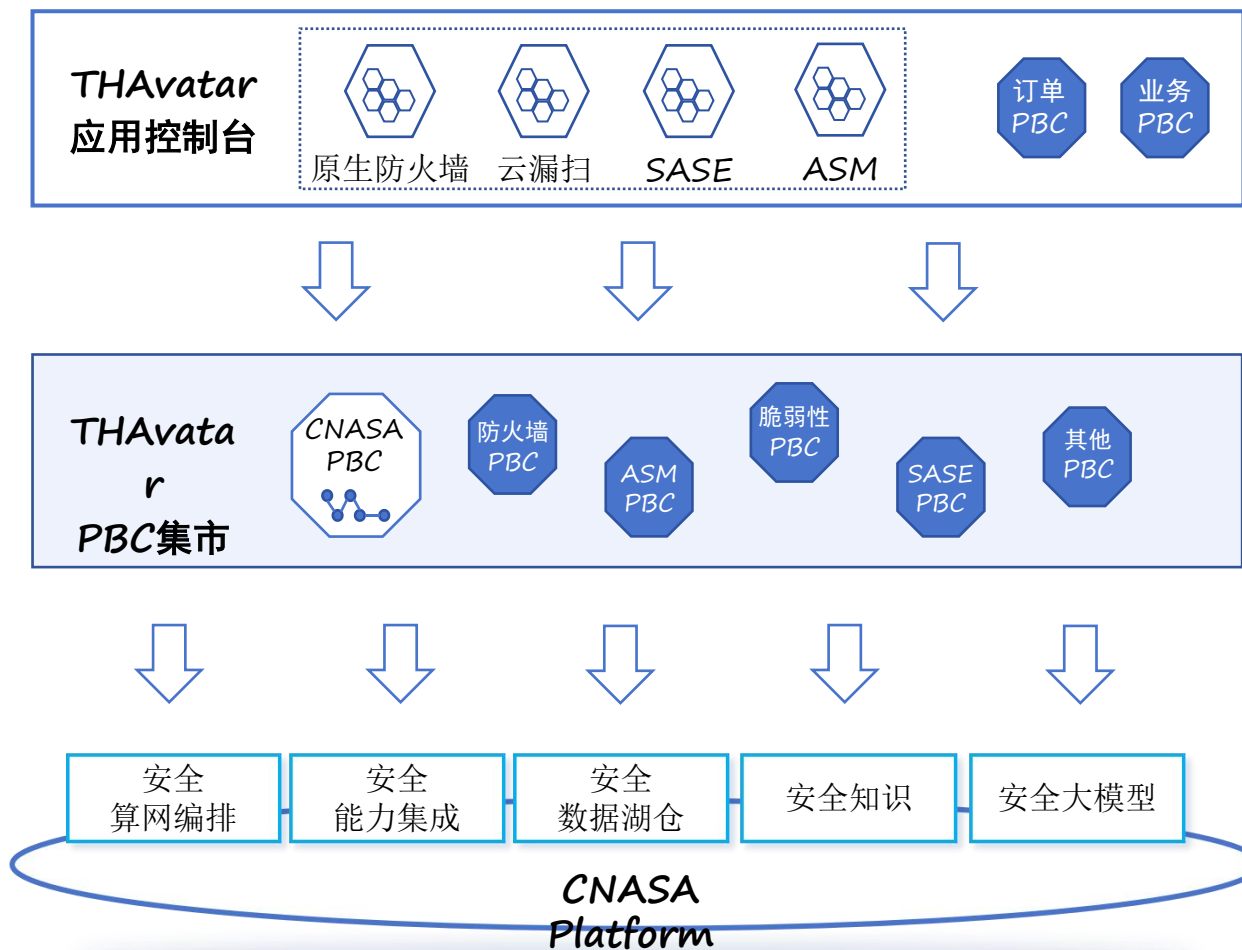 THAvatar
应用控制台
原生防火墙
云漏扫
SASE
ASM
订单
PBC
业务
PBC
THAvata
r
PBC集市
CNASA
PBC
防火墙
PBC
ASM
PBC
脆弱性
PBC
SASE
PBC
其他
PBC
安全
算网编排
安全
能力集成
安全
数据湖仓
安全知识
安全大模型
CNASA
Platform